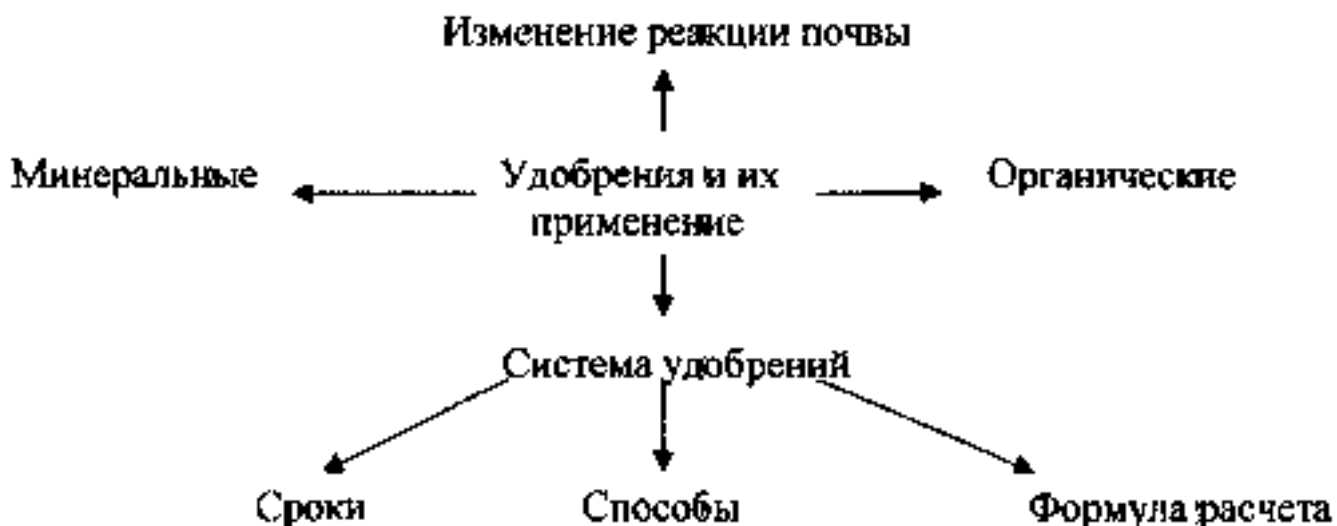 Изменение реакции почвы
Минеральные
Удобрения и их
Органические
применение
Система удобрений
Сроки
Способы
Формула расчета